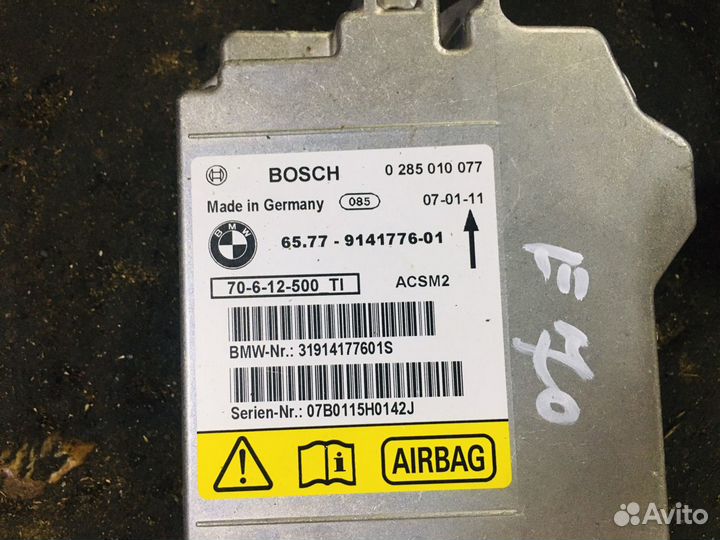 BOSCH 0 285 010 077
Made in Germany 085 07-01-11
BMW
65.77 - 9141776-01
70-6-12-500 TI ACSM2
BMW-Nr.: 31914177601S
Serien-Nr.: 07B0115H0142J
AIRBAG
E70
Avito